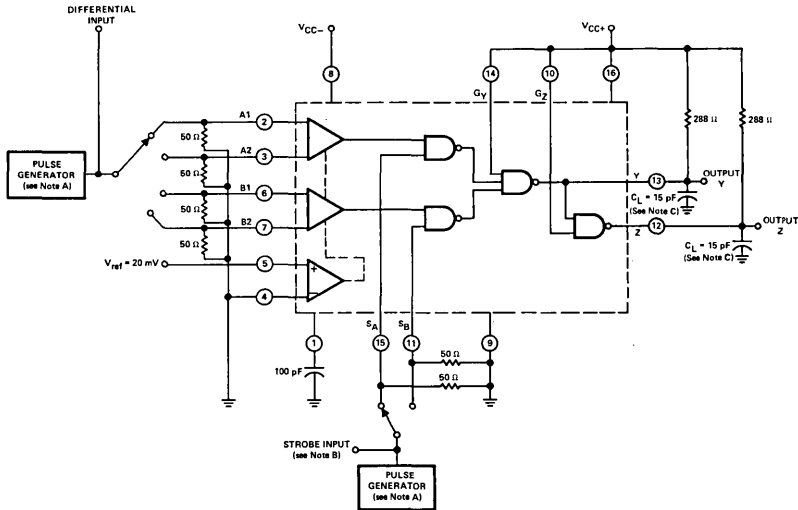 DIFFERENTIAL
INPUT
VCC−
VCC+
8
14
10
16
GY
GZ
50 Ω
A1
2
288 Ω
288 Ω
PULSE
GENERATOR
(see Note A)
50 Ω
A2
3
B1
6
Y
13
OUTPUT
Y
50 Ω
B2
7
CL = 15 pF
(See Note C)
50 Ω
Z
12
OUTPUT
Z
Vref = 20 mV
5
+
CL = 15 pF
(See Note C)
4
−
SA
SB
1
15
11
9
100 pF
50 Ω
50 Ω
STROBE INPUT
(see Note B)
PULSE
GENERATOR
(see Note A)